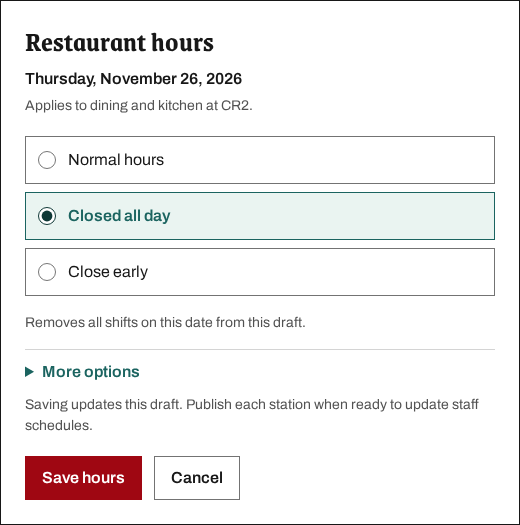 Restaurant hours
Thursday, November 26, 2026
Applies to dining and kitchen at CR2.
Normal hours
Closed all day
Close early
Removes all shifts on this date from this draft.
More options
Saving updates this draft. Publish each station when ready to update staff
schedules.
Save hours
Cancel